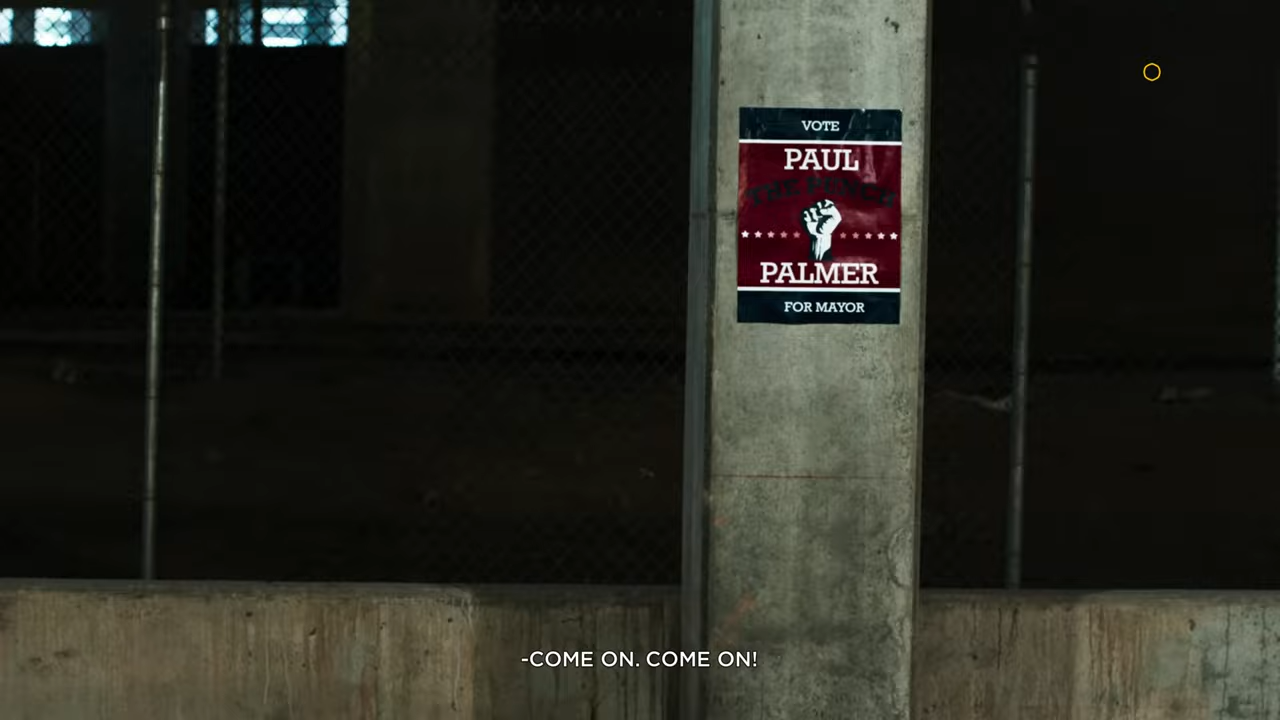 VOTE
PAUL
THE PUNCH
PALMER
FOR MAYOR
-COME ON. COME ON!